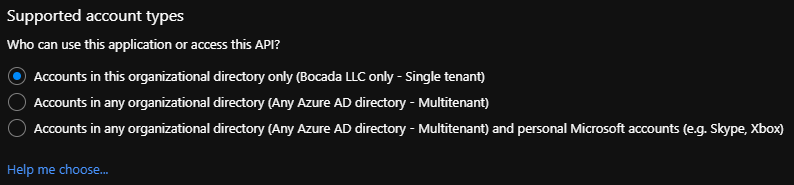 Supported account types
Who can use this application or access this API?
Accounts in this organizational directory only (Bocada LLC only - Single tenant)
Accounts in any organizational directory (Any Azure AD directory - Multitenant)
Accounts in any organizational directory (Any Azure AD directory - Multitenant) and personal Microsoft accounts (e.g. Skype, Xbox)
Help me choose...